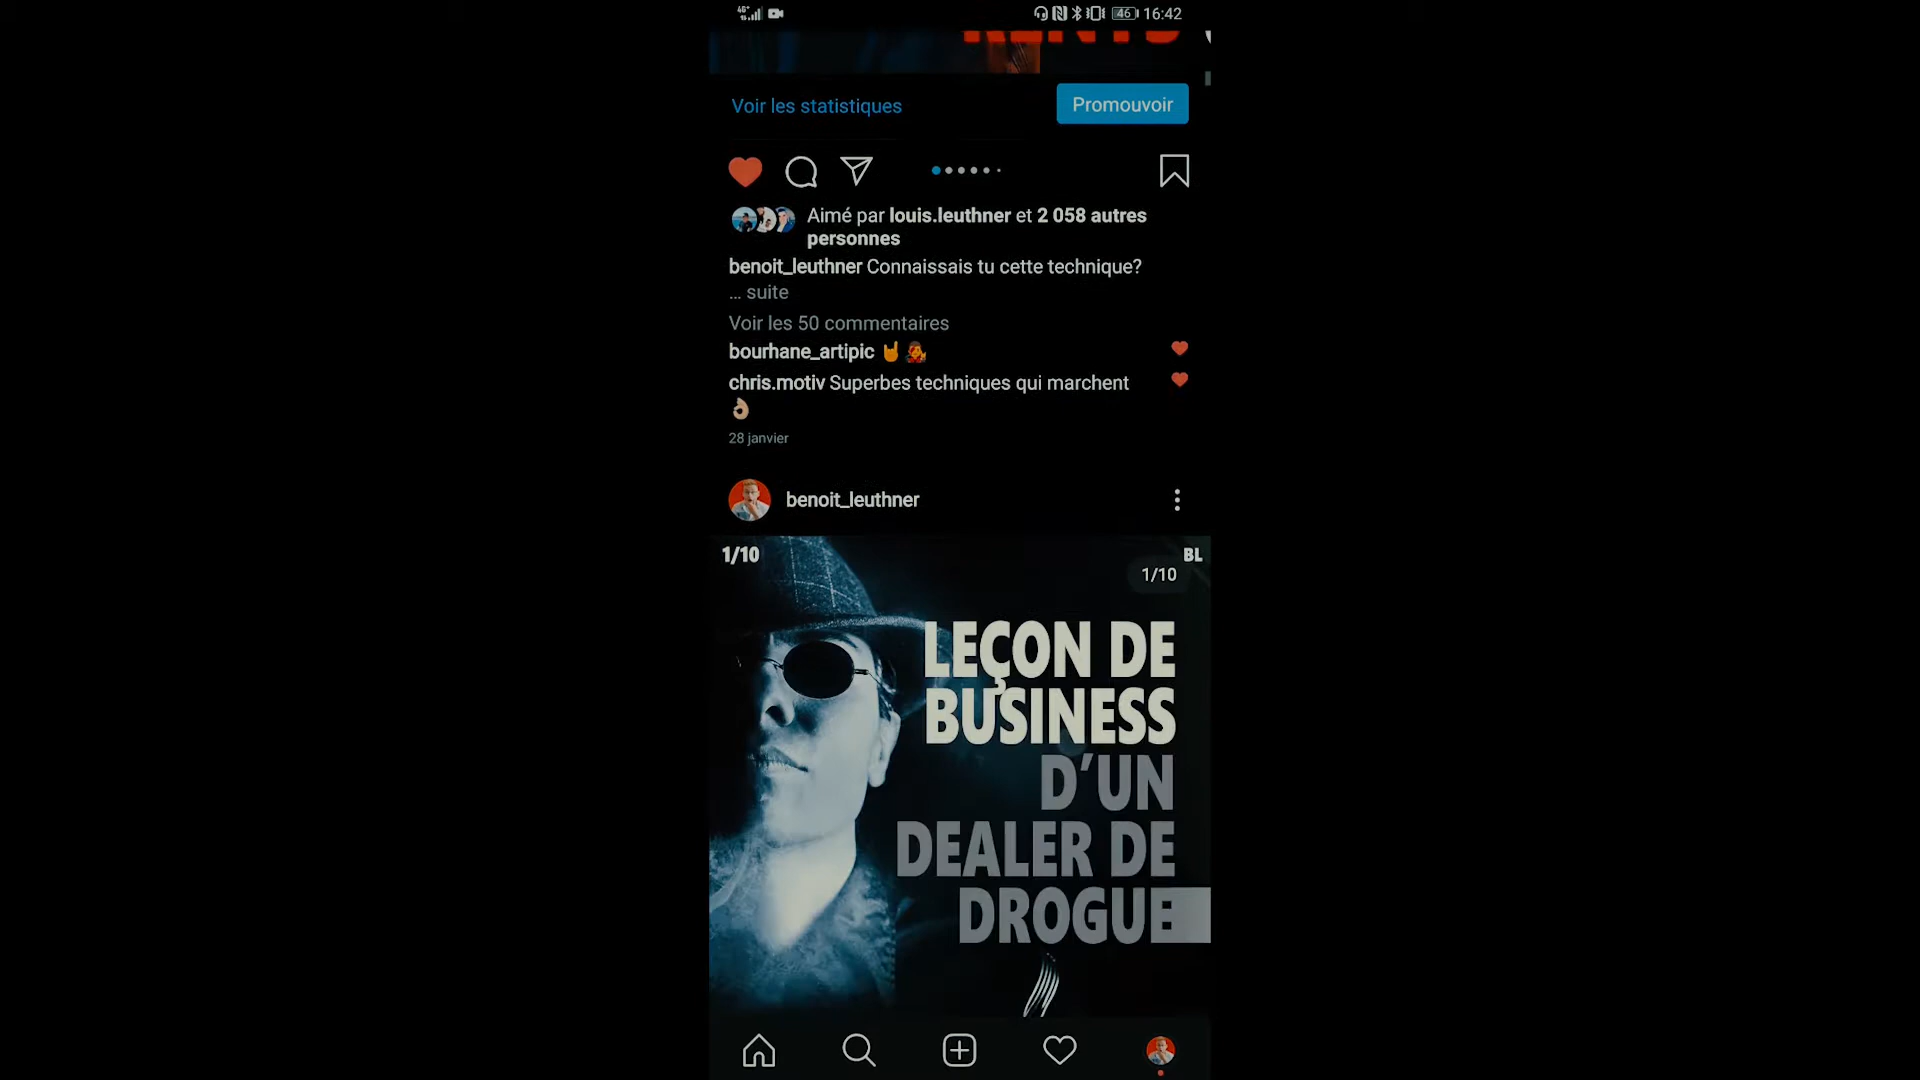 4G+ 46 16:42
Voir les statistiques
Promouvoir
Aimé par louis.leuthner et 2 058 autres
personnes
benoit_leuthner Connaissais tu cette technique?
... suite
Voir les 50 commentaires
bourhane_artipic 🤘 👩‍🎤
chris.motiv Superbes techniques qui marchent
👌🏼
28 janvier
benoit_leuthner
1/10
BL
1/10
LEÇON DE
BUSINESS
D'UN
DEALER DE
DROGUE